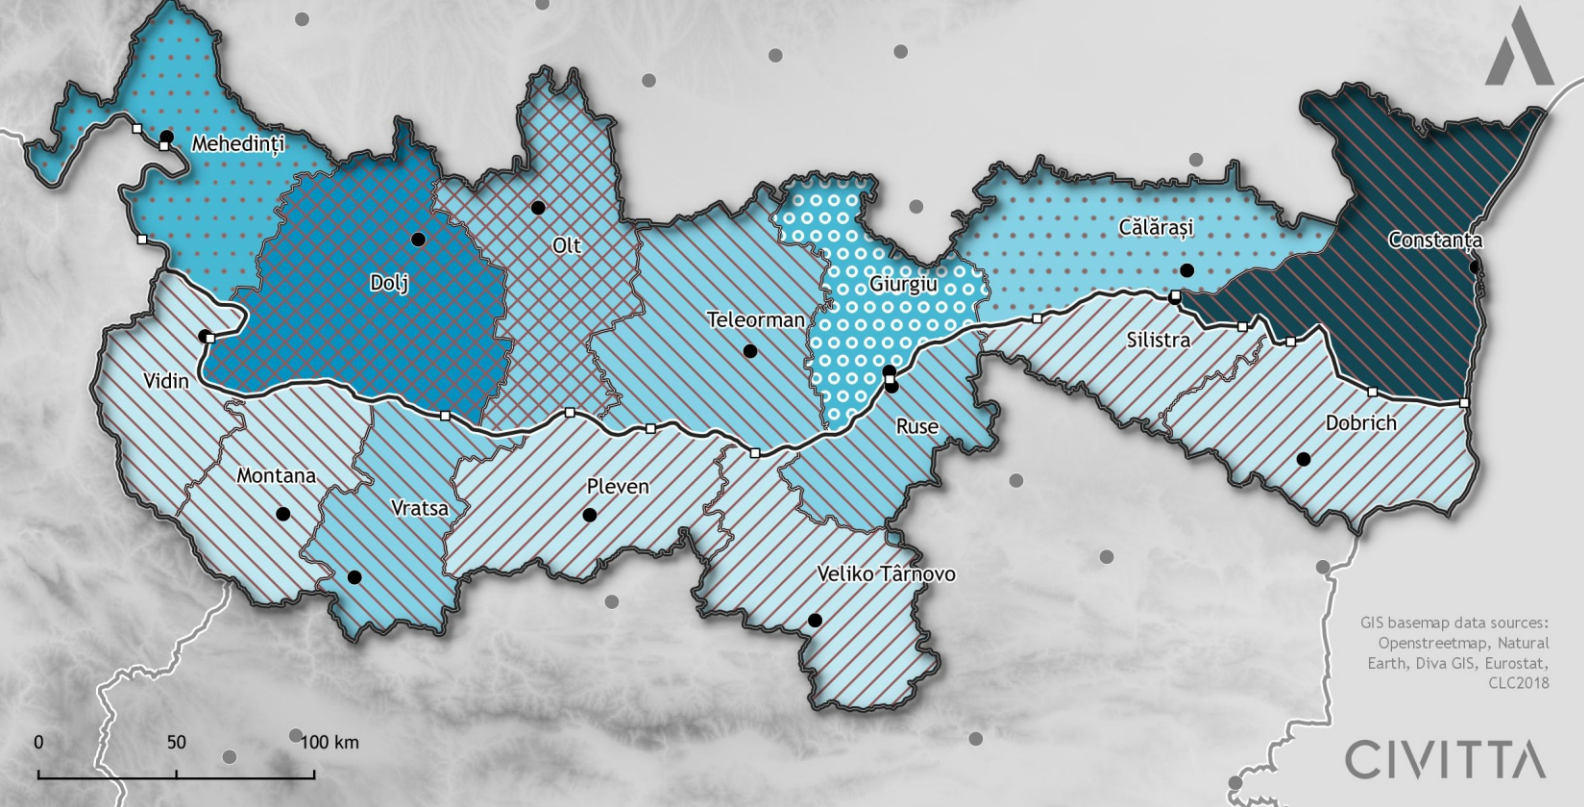 Mehedinți
Dolj
Olt
Teleorman
Giurgiu
Călărași
Constanța
Silistra
Dobrich
Vidin
Montana
Vratsa
Pleven
Ruse
Veliko Târnovo
GIS basemap data sources:
Openstreetmap, Natural
Earth, Diva GIS, Eurostat,
CLC2018
0 50 100 km
CIVITTA